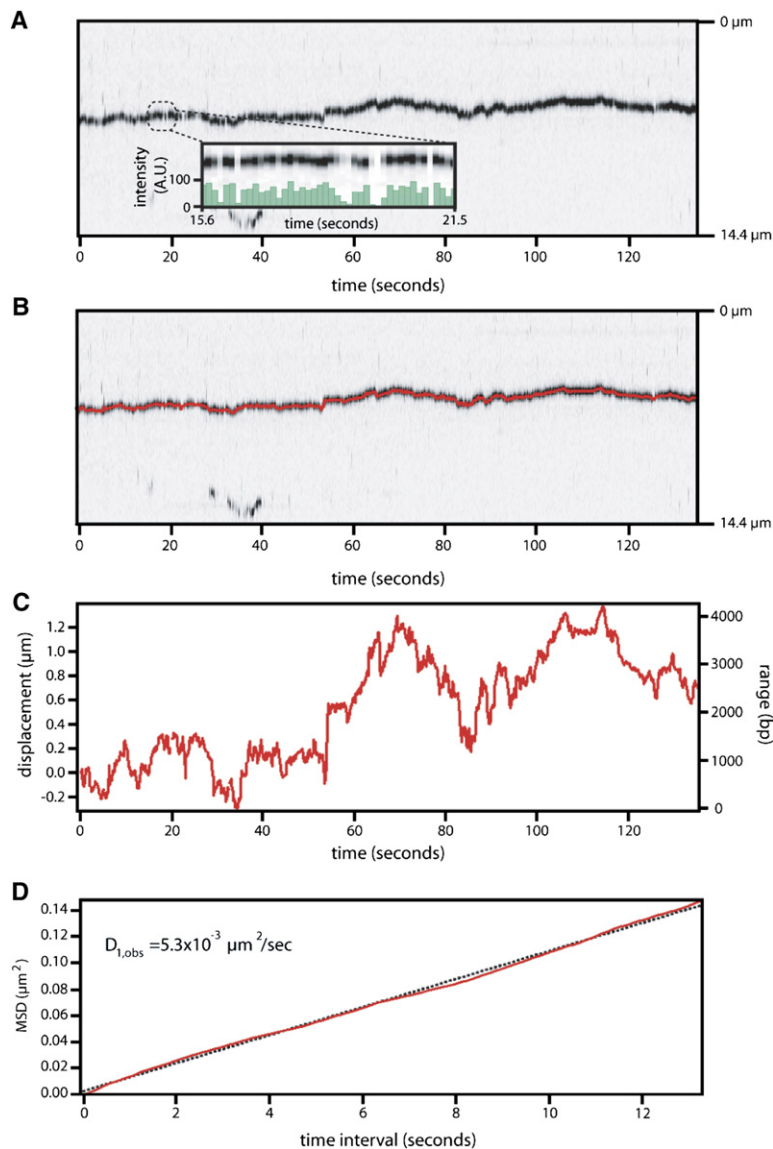 A
0 µm
intensity
(A.U.)
100
0
15.6
time (seconds)
21.5
14.4 µm
0
20
40
60
80
100
120
time (seconds)
B
0 µm
14.4 µm
0
20
40
60
80
100
120
time (seconds)
C
displacement (µm)
1.2
1.0
0.8
0.6
0.4
0.2
0.0
-0.2
4000
3000
2000
1000
0
range (bp)
0
20
40
60
80
100
120
time (seconds)
D
MSD (µm²)
0.14
0.12
0.10
0.08
0.06
0.04
0.02
0.00
D1,obs =5.3x10⁻³ µm²/sec
0
2
4
6
8
10
12
time interval (seconds)